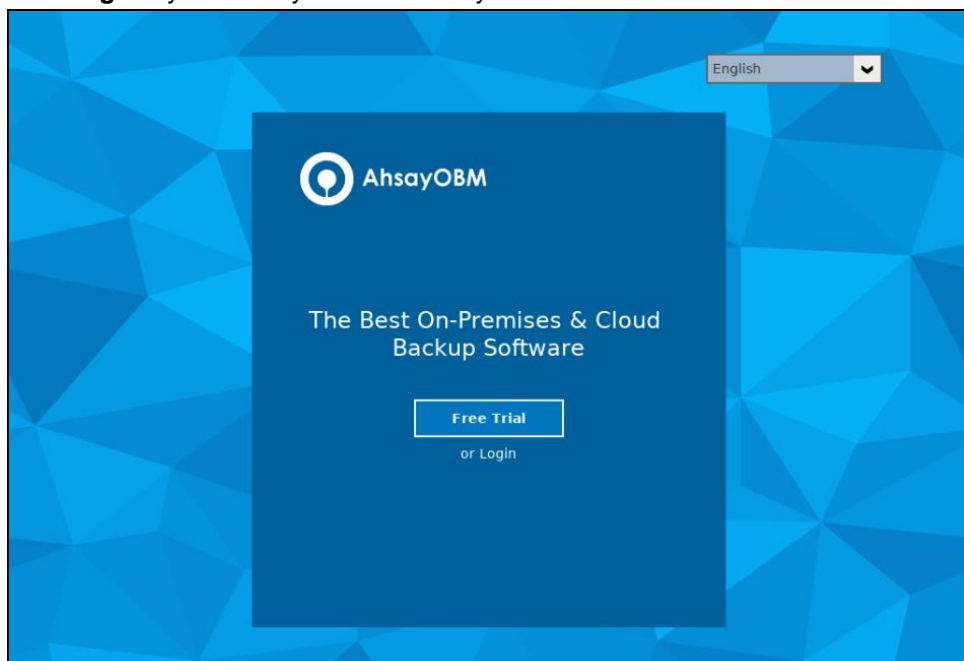 English
AhsayOBM
The Best On-Premises & Cloud
Backup Software
Free Trial
or Login